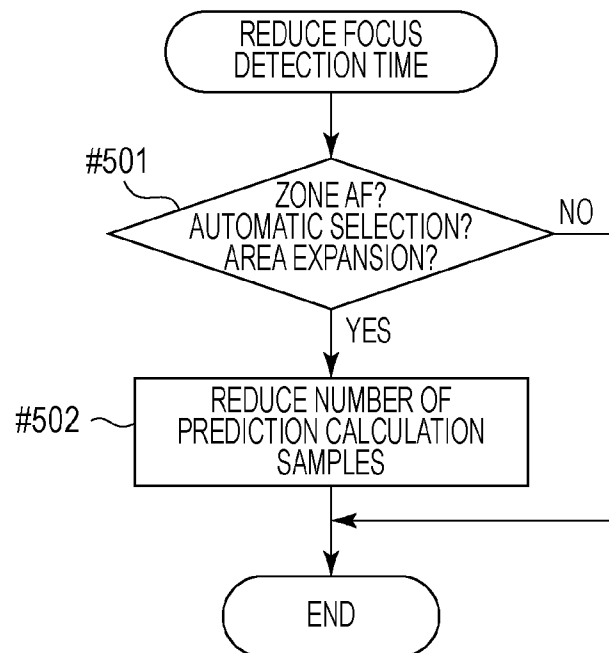 REDUCE FOCUS
DETECTION TIME
#501
ZONE AF?
AUTOMATIC SELECTION?
AREA EXPANSION?
NO
YES
#502
REDUCE NUMBER OF
PREDICTION CALCULATION
SAMPLES
END